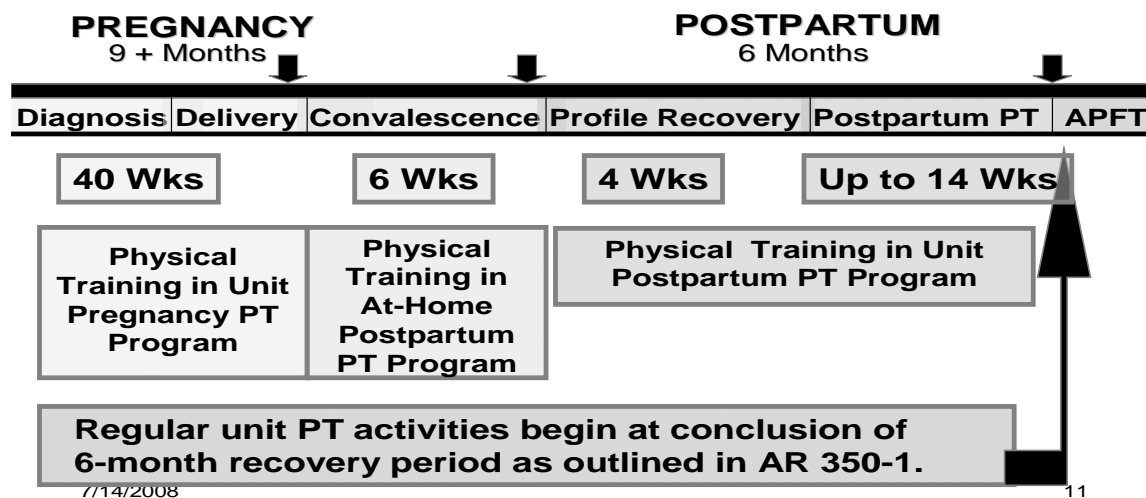 PREGNANCY
9 + Months
POSTPARTUM
6 Months
Diagnosis Delivery Convalescence Profile Recovery Postpartum PT APFT
40 Wks
6 Wks
4 Wks
Up to 14 Wks
Physical
Training in Unit
Pregnancy PT
Program
Physical
Training in
At-Home
Postpartum
PT Program
Physical Training in Unit
Postpartum PT Program
Regular unit PT activities begin at conclusion of
6-month recovery period as outlined in AR 350-1.
7/14/2008
11